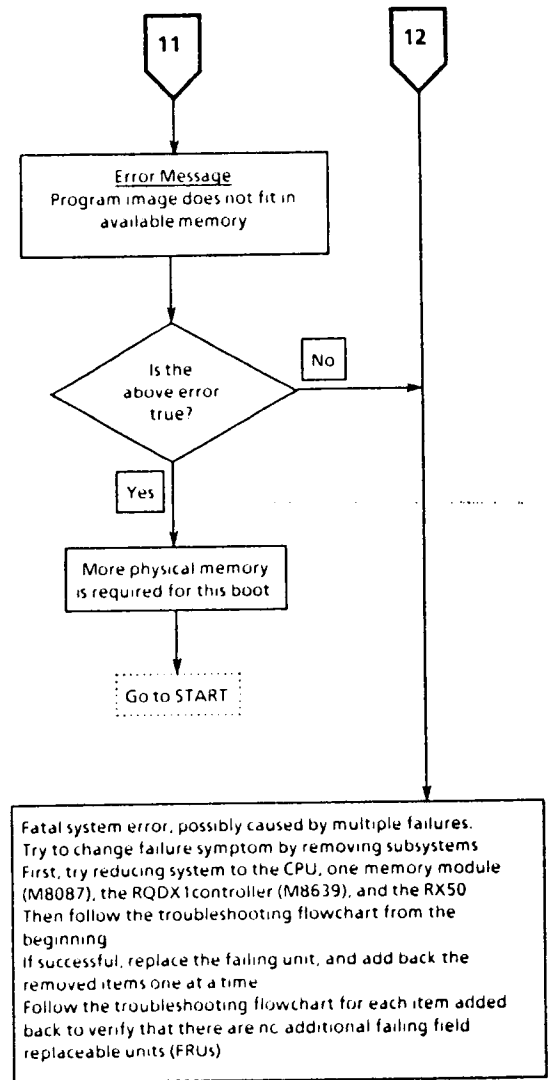 11
12
Error Message
Program image does not fit in
available memory
Is the
above error
true?
No
Yes
More physical memory
is required for this boot
Go to START
Fatal system error, possibly caused by multiple failures.
Try to change failure symptom by removing subsystems
First, try reducing system to the CPU, one memory module
(M8087), the RQDX1controller (M8639), and the RX50
Then follow the troubleshooting flowchart from the
beginning
If successful, replace the failing unit, and add back the
removed items one at a time
Follow the troubleshooting flowchart for each item added
back to verify that there are no additional failing field
replaceable units (FRUs)